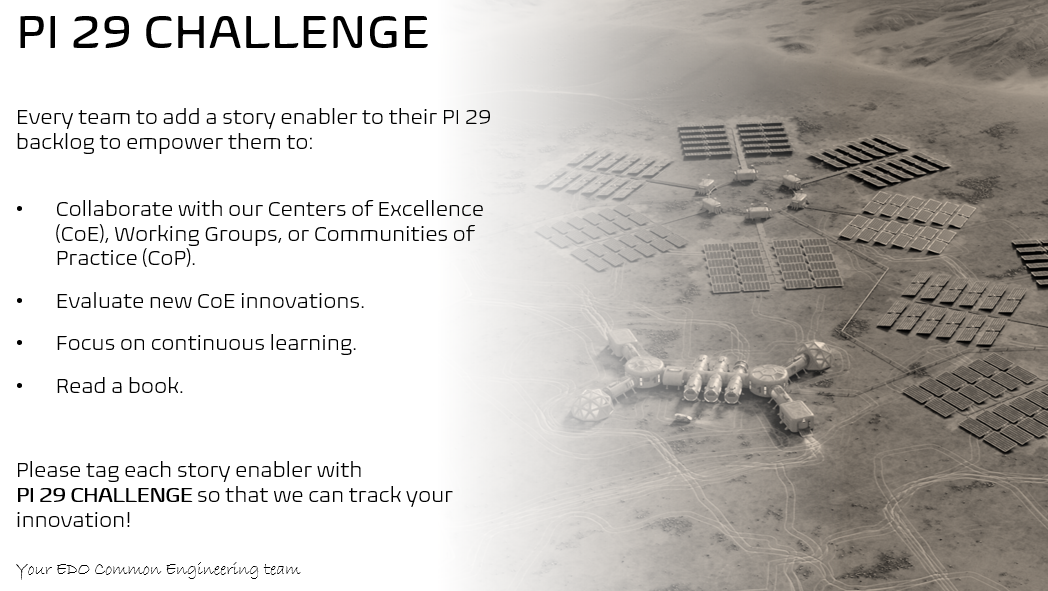 PI 29 CHALLENGE
Every team to add a story enabler to their PI 29
backlog to empower them to:
• Collaborate with our Centers of Excellence
(CoE), Working Groups, or Communities of
Practice (CoP).
• Evaluate new CoE innovations.
• Focus on continuous learning.
• Read a book.
Please tag each story enabler with
PI 29 CHALLENGE so that we can track your
innovation!
Your EDO Common Engineering team